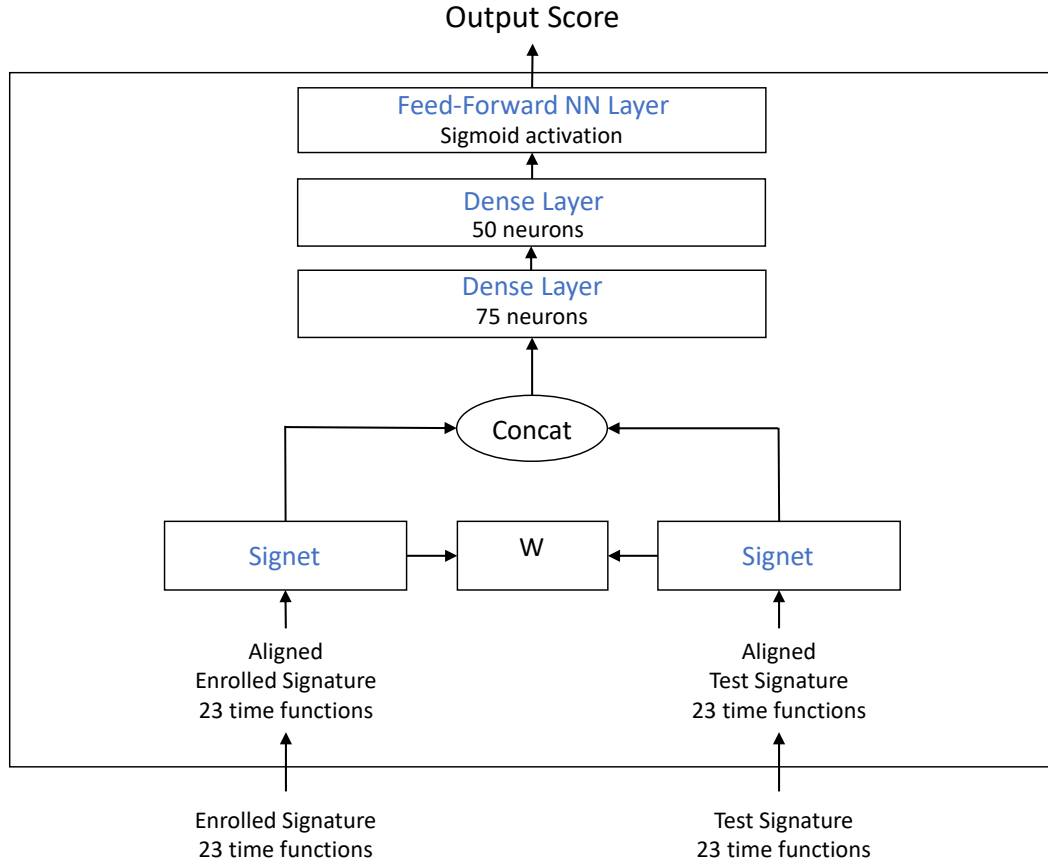 Output Score
Feed-Forward NN Layer
Sigmoid activation
Dense Layer
50 neurons
Dense Layer
75 neurons
Concat
Signet
W
Signet
Aligned
Enrolled Signature
23 time functions
Aligned
Test Signature
23 time functions
Enrolled Signature
23 time functions
Test Signature
23 time functions